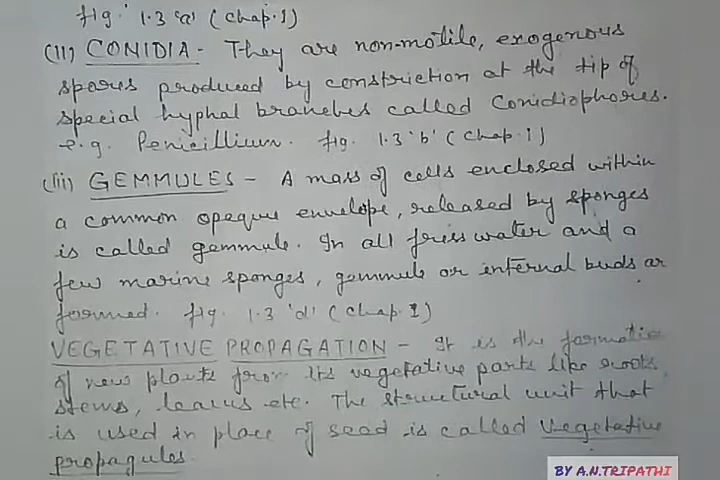 fig. 1.3 'a' (Chap. 1)
(ii) CONIDIA - They are non-motile, exogenous
spores produced by constriction at the tip of
special hyphal branches called Conidiophores.
e.g. Penicillium. fig. 1.3 'b' (Chap. 1)
(iii) GEMMULES - A mass of cells enclosed within
a common opeque envelope, released by sponges
is called gemmule. In all fress water and a
few marine sponges, gemmule or internal buds ar
formed. fig. 1.3 'd' (Chap. 1)
VEGETATIVE PROPAGATION - It is the formatio
of new plants from its vegetative parts like roots,
stems, leaves etc. The structural unit that
is used in place of seed is called Vegetative
propagules.
BY A.N.TRIPATHI